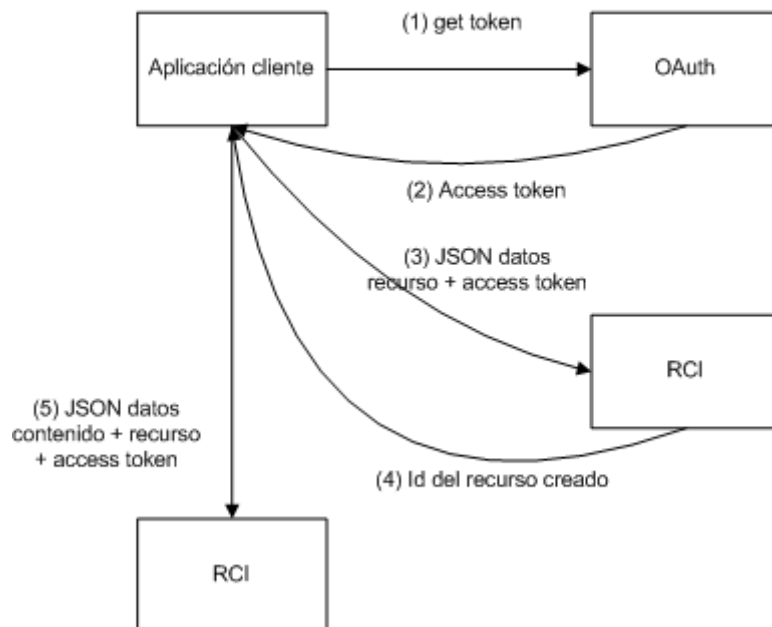 (1) get token
Aplicación cliente
OAuth
(2) Access token
(3) JSON datos
recurso + access token
RCI
(5) JSON datos
contenido + recurso
+ access token
(4) Id del recurso creado
RCI